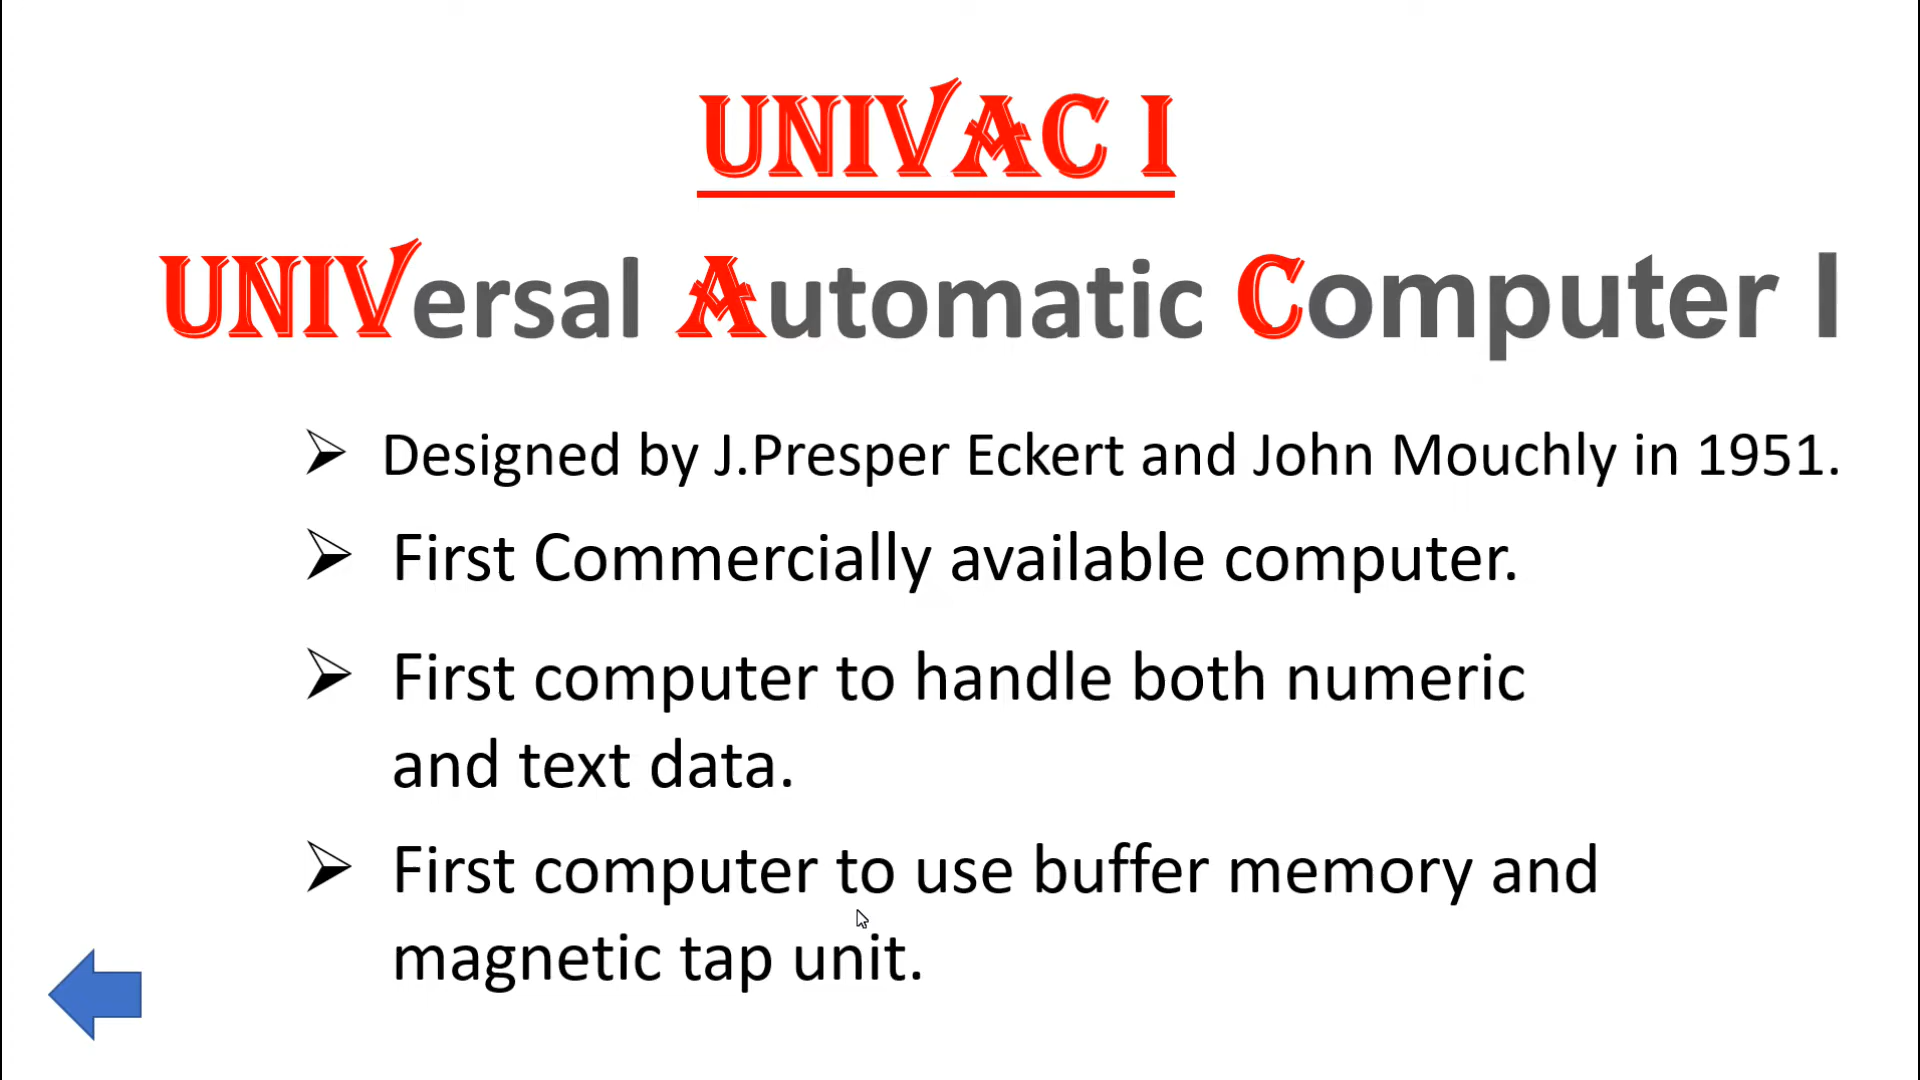 UNIVAC I
UNIVersal Automatic Computer I
Designed by J.Presper Eckert and John Mouchly in 1951.
First Commercially available computer.
First computer to handle both numeric
and text data.
First computer to use buffer memory and
magnetic tap unit.